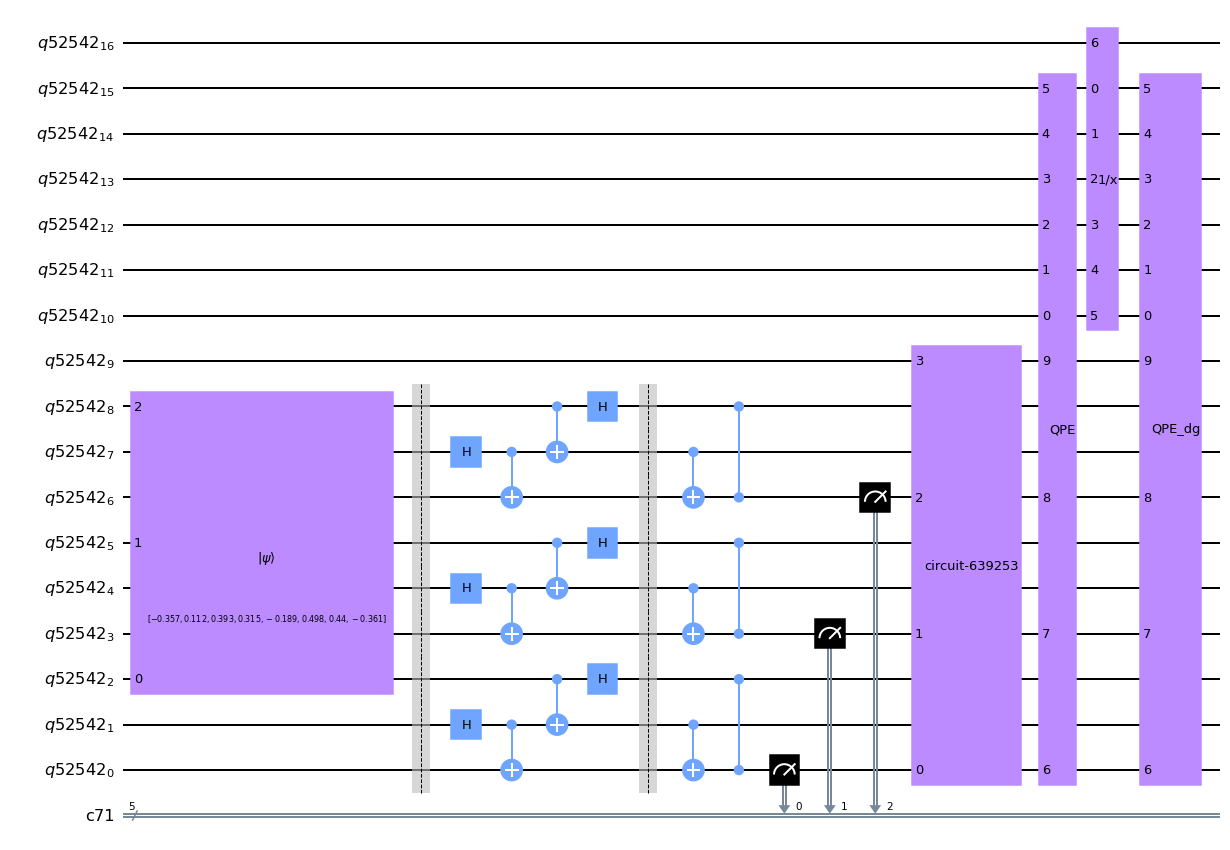 q52542₁₆ 6
q52542₁₅ 5 0 5
q52542₁₄ 4 1 4
q52542₁₃ 3 2 1/x 3
q52542₁₂ 2 3 2
q52542₁₁ 1 4 1
q52542₁₀ 0 5 0
q52542₉ 3 9 9
q52542₈ 2 H
QPE QPE_dg
q52542₇ H
q52542₆ 2 8 8
q52542₅ 1 H
|ψ⟩ circuit-639253
q52542₄ H
[−0.357, 0.112, 0.393, 0.315, −0.189, 0.498, 0.44, −0.361]
q52542₃ 1 7 7
q52542₂ 0 H
q52542₁ H
q52542₀ 0 6 6
5 0 1 2
c71